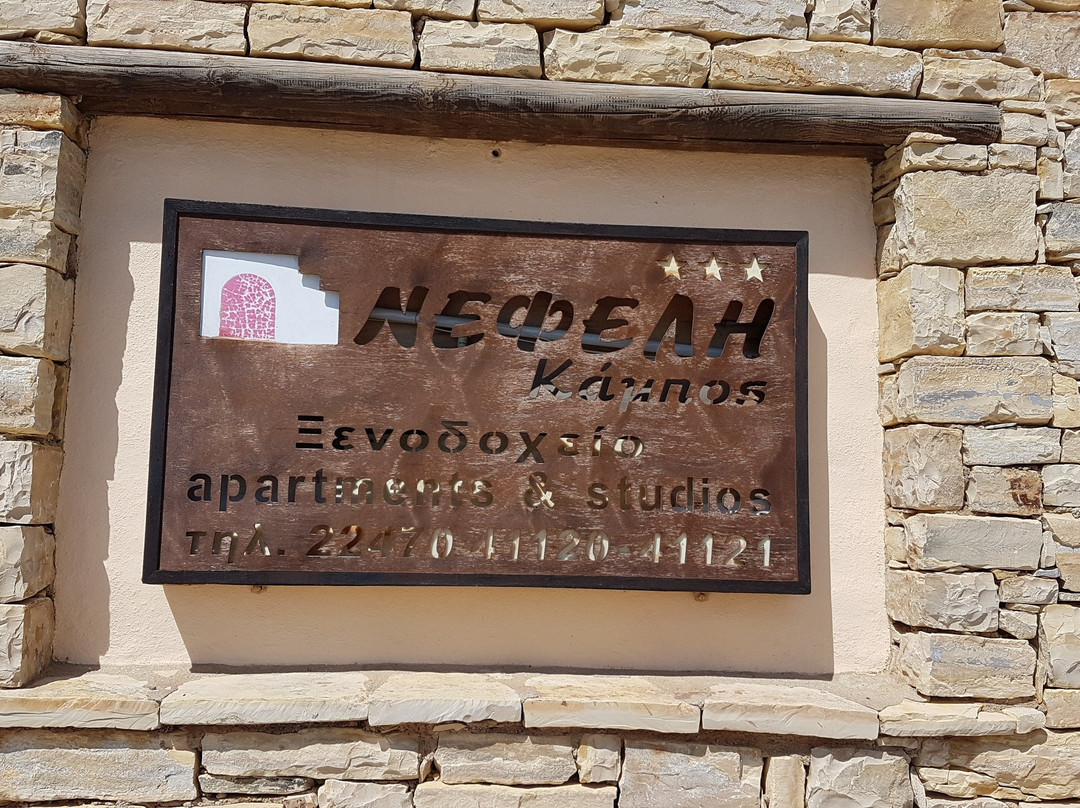 ΝΕΦΕΛΗ
Κάμπος
Ξενοδοχείο
apartments & studios
τηλ. 22470 41120-41121